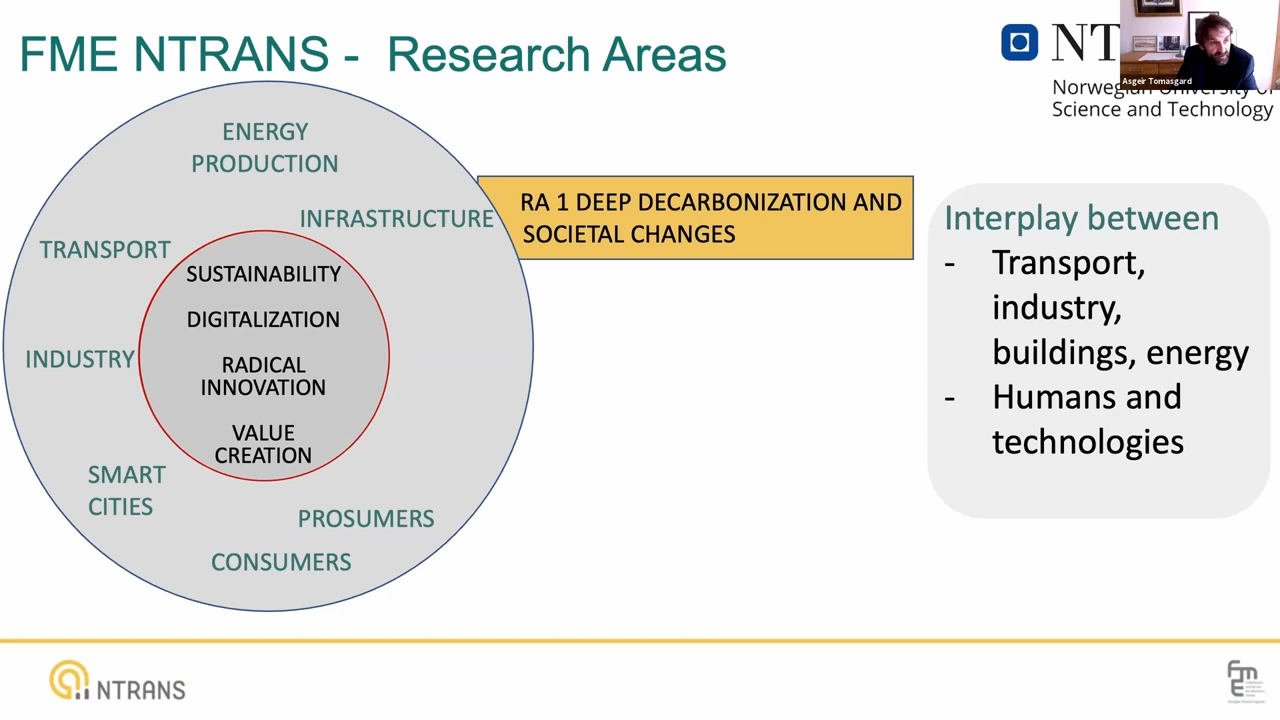 FME NTRANS - Research Areas
NT
Asgeir Tomasgard
Norwegian University of
Science and Technology
ENERGY
PRODUCTION
INFRASTRUCTURE
TRANSPORT
INDUSTRY
SMART
CITIES
PROSUMERS
CONSUMERS
SUSTAINABILITY
DIGITALIZATION
RADICAL
INNOVATION
VALUE
CREATION
RA 1 DEEP DECARBONIZATION AND
SOCIETAL CHANGES
Interplay between
- Transport,
industry,
buildings, energy
- Humans and
technologies
NTRANS
FME